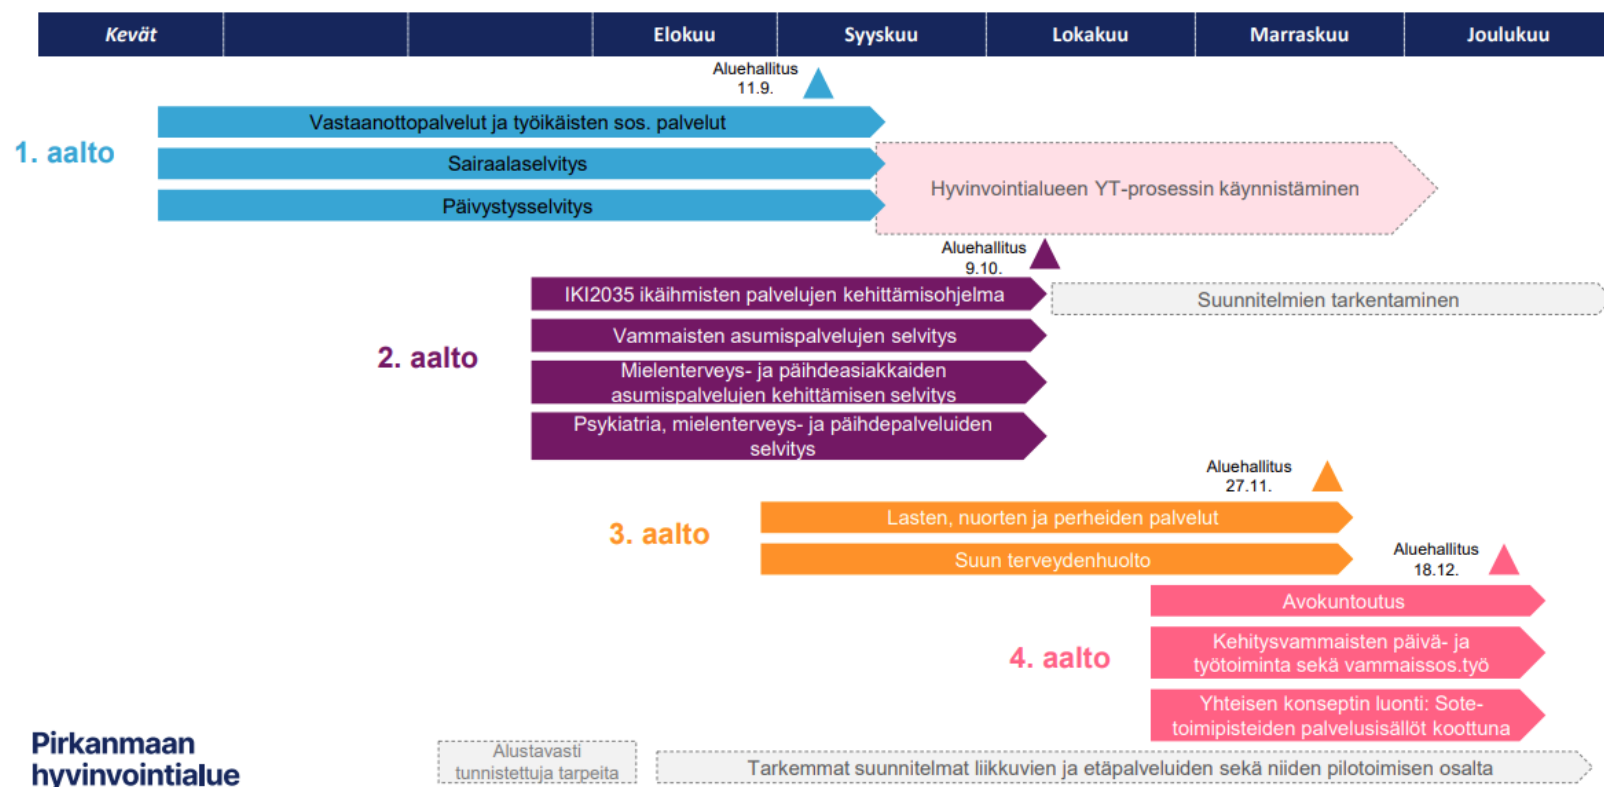 Kevät Elokuu Syyskuu Lokakuu Marraskuu Joulukuu
Aluehallitus
11.9.
1. aalto
Vastaanottopalvelut ja työikäisten sos. palvelut
Sairaalaselvitys
Päivystysselvitys
Hyvinvointialueen YT-prosessin käynnistäminen
Aluehallitus
9.10.
2. aalto
IKI2035 ikäihmisten palvelujen kehittämisohjelma
Suunnitelmien tarkentaminen
Vammaisten asumispalvelujen selvitys
Mielenterveys- ja päihdeasiakkaiden
asumispalvelujen kehittämisen selvitys
Psykiatria, mielenterveys- ja päihdepalveluiden
selvitys
Aluehallitus
27.11.
3. aalto
Lasten, nuorten ja perheiden palvelut
Suun terveydenhuolto
Aluehallitus
18.12.
4. aalto
Avokuntoutus
Kehitysvammaisten päivä- ja
työtoiminta sekä vammaissos.työ
Yhteisen konseptin luonti: Sote-
toimipisteiden palvelusisällöt koottuna
Pirkanmaan
hyvinvointialue
Alustavasti
tunnistettuja tarpeita
Tarkemmat suunnitelmat liikkuvien ja etäpalveluiden sekä niiden pilotoimisen osalta